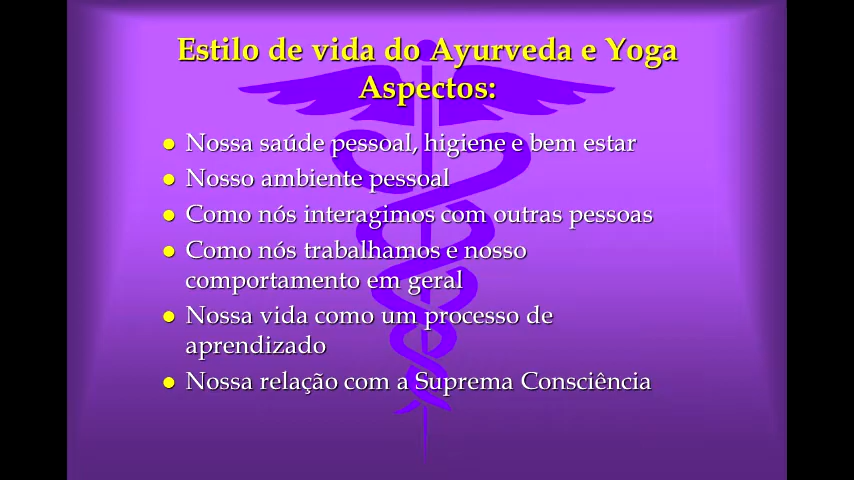 Estilo de vida do Ayurveda e Yoga
Aspectos:
Nossa saúde pessoal, higiene e bem estar
Nosso ambiente pessoal
Como nós interagimos com outras pessoas
Como nós trabalhamos e nosso
comportamento em geral
Nossa vida como um processo de
aprendizado
Nossa relação com a Suprema Consciência